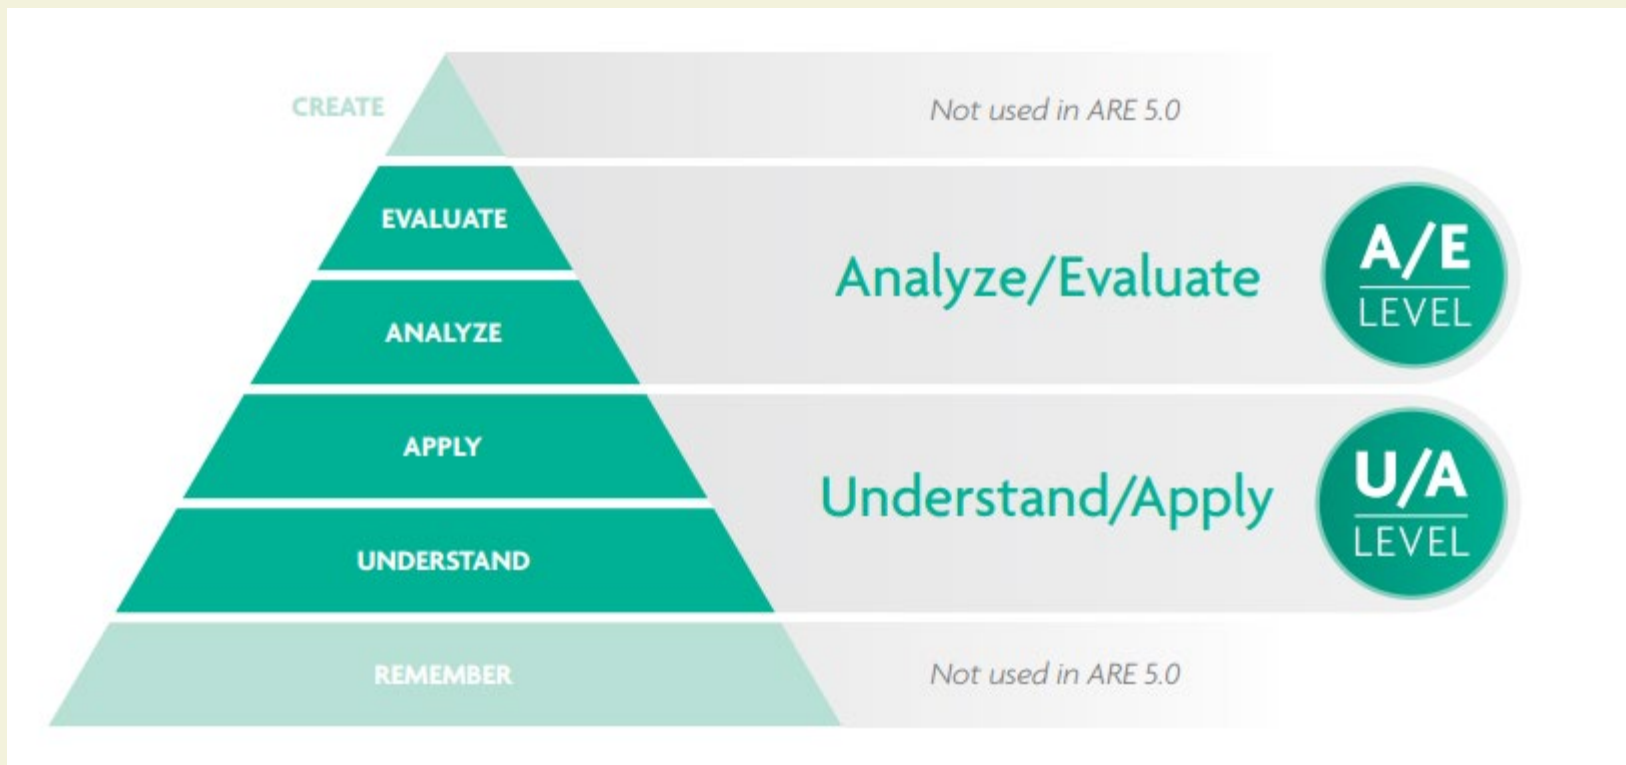 CREATE
Not used in ARE 5.0
EVALUATE
ANALYZE
Analyze/Evaluate
A/E
LEVEL
APPLY
UNDERSTAND
Understand/Apply
U/A
LEVEL
REMEMBER
Not used in ARE 5.0